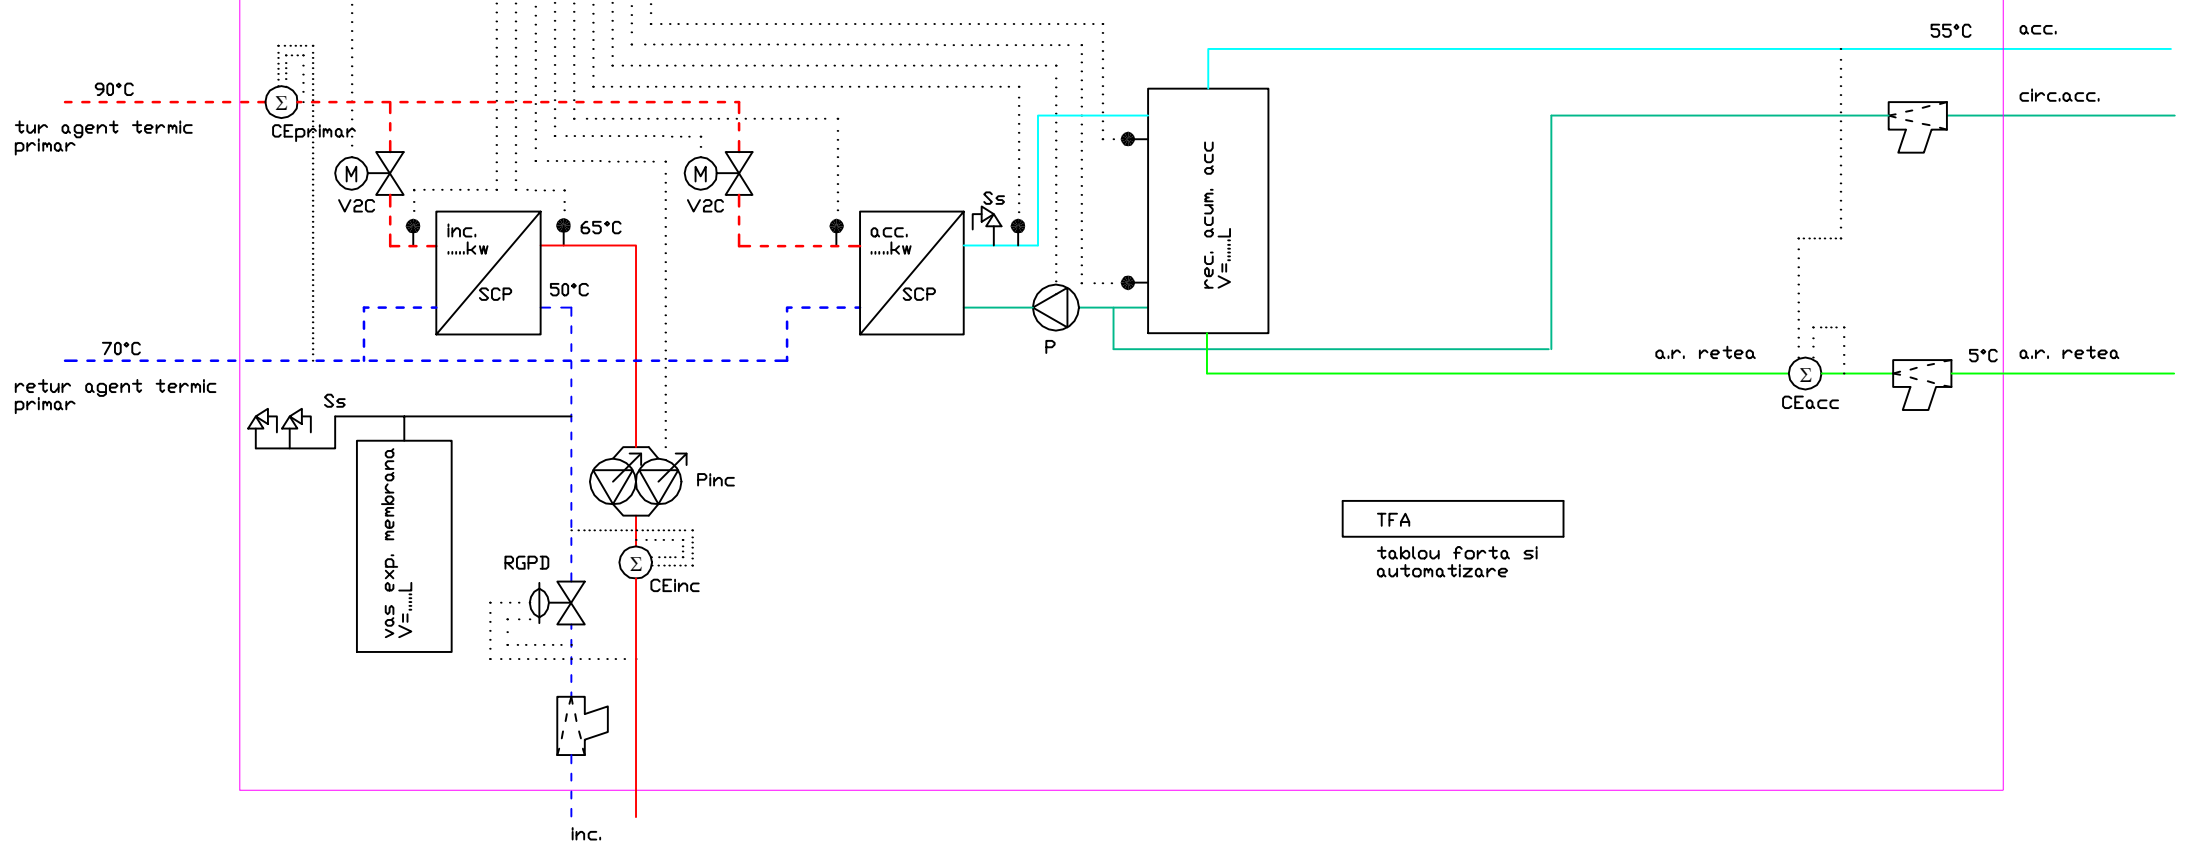 55°C
acc.
90°C
circ.acc.
Σ
tur agent termic
primar
CEprimar
M
V2C
M
V2C
Ss
rec. acum. acc
V=.....L
65°C
inc.
.....kw
SCP
50°C
acc.
.....kw
SCP
P
70°C
a.r. retea
5°C
a.r. retea
Σ
CEacc
retur agent termic
primar
Ss
vas exp. membrana
V=.....L
Pinc
TFA
tablou forta si
automatizare
RGPD
Σ
CEinc
inc.